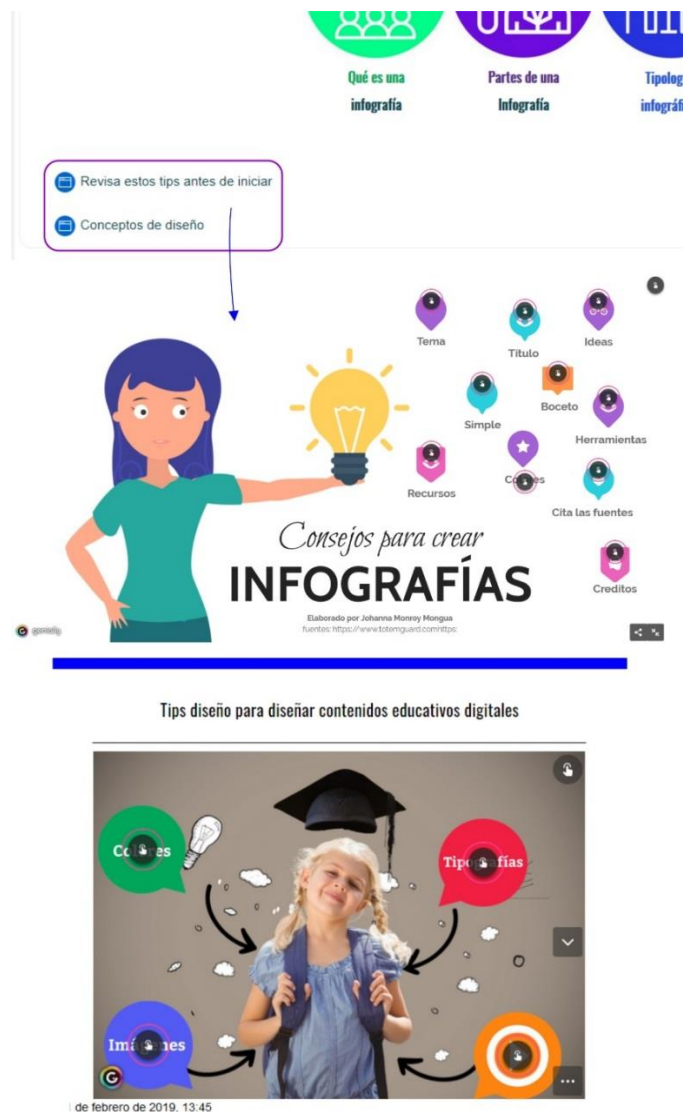 Qué es una
infografía
Partes de una
Infografía
Revisa estos tips antes de iniciar
Conceptos de diseño
Tema
Título
Ideas
Simple
Boceto
Herramientas
Recursos
Cita las fuentes
Creditos
Consejos para crear
INFOGRAFÍAS
Elaborado por Johanna Monroy Mongua
fuentes: https://www.totemguard.comhttps:
genially
Tips diseño para diseñar contenidos educativos digitales
de febrero de 2019, 13:45